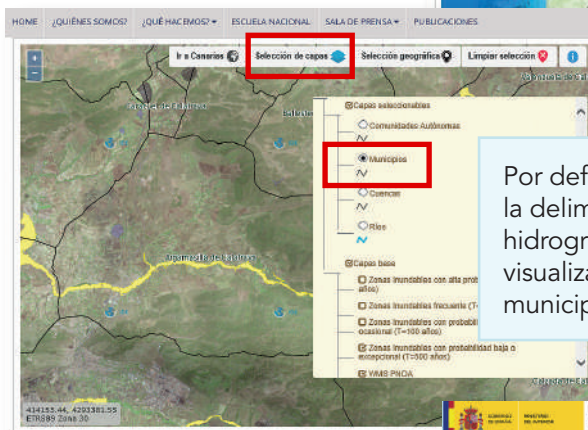 HOME ¿QUIÉNES SOMOS? ¿QUÉ HACEMOS? ESCUELA NACIONAL SALA DE PRENSA PUBLICACIONES
Ir a Canarias Selección de capas Selección geográfica Limpiar selección
Capas seleccionables
Comunidades Autónomas
Municipios
Cuencas
Ríos
Capas base
Zonas Inundables con alta prob
años)
Zonas Inundables frecuente (T=
Zonas Inundables con probabili
ocasional (T=100 años)
Zonas Inundables con probabilidad baja o
excepcional (T=500 años)
WMS PNOA
Por def
la delim
hidrogr
visualiza
municip
414153.44, 4293381.55
ETRS89 Zona 30